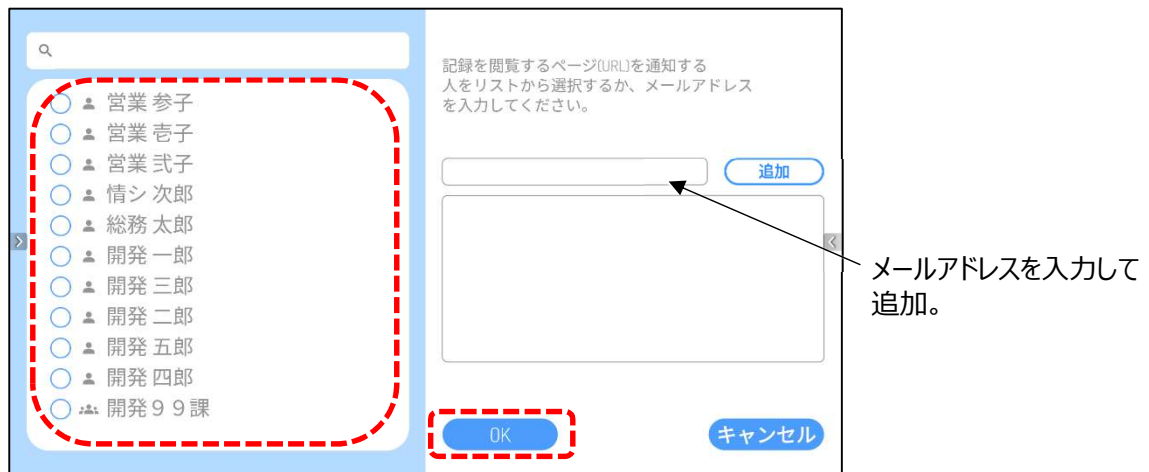 営業 参子
営業 壱子
営業 弐子
情シ 次郎
総務 太郎
開発 一郎
開発 三郎
開発 二郎
開発 五郎
開発 四郎
開発９９課
記録を閲覧するページ(URL)を通知する
人をリストから選択するか、メールアドレス
を入力してください。
追加
OK
キャンセル
メールアドレスを入力して
追加。